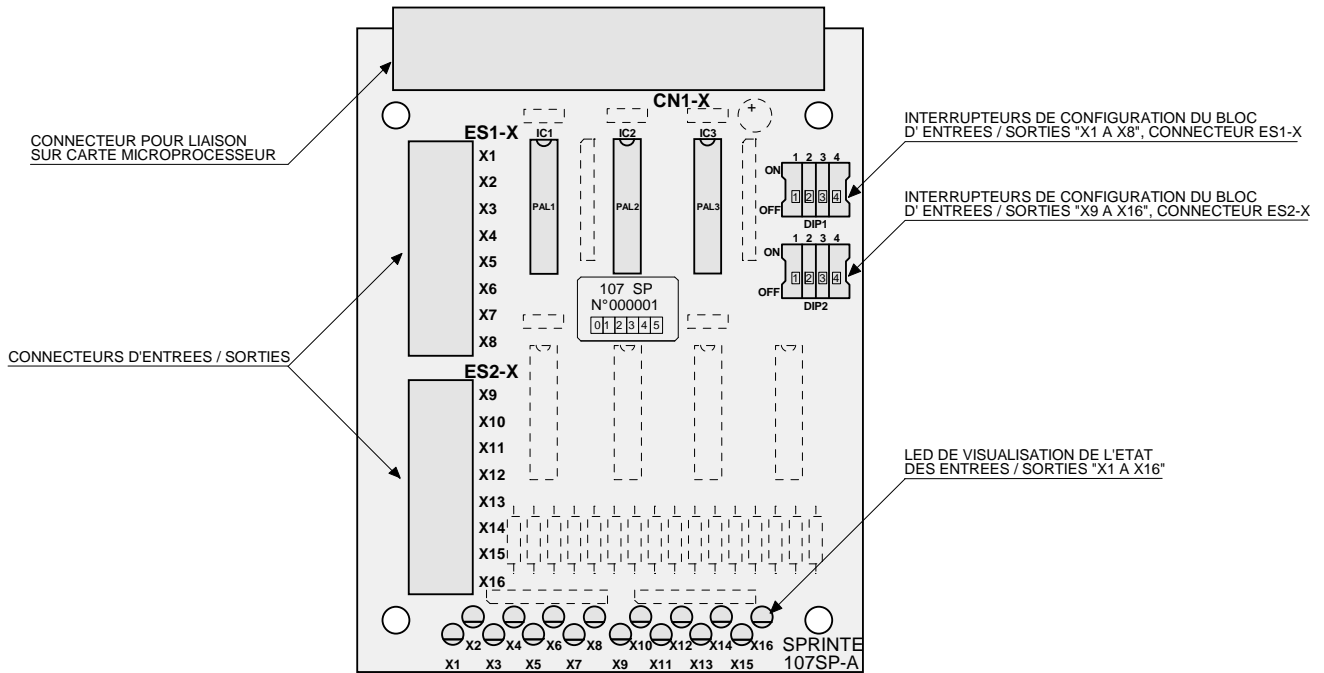 CN1-X
CONNECTEUR POUR LIAISON
SUR CARTE MICROPROCESSEUR
CONNECTEURS D'ENTREES / SORTIES
ES1-X
X1
X2
X3
X4
X5
X6
X7
X8
ES2-X
X9
X10
X11
X12
X13
X14
X15
X16
IC1
IC2
IC3
PAL1
PAL2
PAL3
+
107 SP
N°000001
0 1 2 3 4 5
1 2 3 4
ON
1 2 3 4
OFF
DIP1
1 2 3 4
ON
1 2 3 4
OFF
DIP2
INTERRUPTEURS DE CONFIGURATION DU BLOC
D' ENTREES / SORTIES "X1 A X8", CONNECTEUR ES1-X
INTERRUPTEURS DE CONFIGURATION DU BLOC
D' ENTREES / SORTIES "X9 A X16", CONNECTEUR ES2-X
LED DE VISUALISATION DE L'ETAT
DES ENTREES / SORTIES "X1 A X16"
X2 X4 X6 X8 X10 X12 X14 X16
X1 X3 X5 X7 X9 X11 X13 X15
SPRINTE
107SP-A